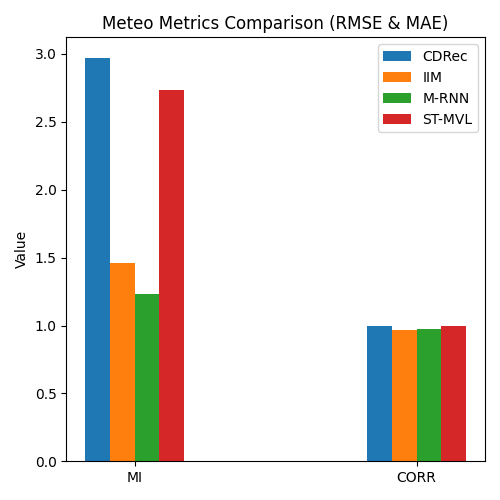 Meteo Metrics Comparison (RMSE & MAE)
CDRec
IIM
M-RNN
ST-MVL
Value
3.0
2.5
2.0
1.5
1.0
0.5
0.0
MI
CORR